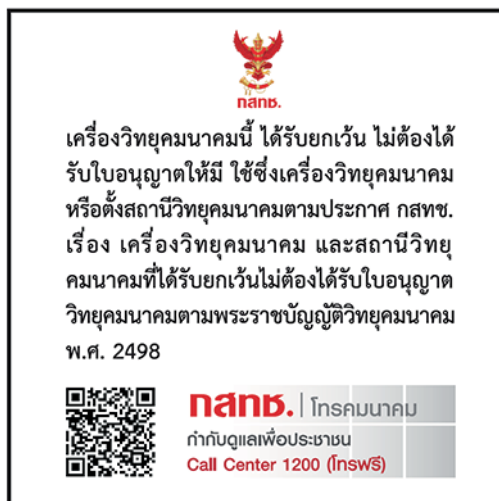 กสทช.
เครื่องวิทยุคมนาคมนี้ ได้รับยกเว้น ไม่ต้องได้
รับใบอนุญาตให้มี ใช้ซึ่งเครื่องวิทยุคมนาคม
หรือตั้งสถานีวิทยุคมนาคมตามประกาศ กสทช.
เรื่อง เครื่องวิทยุคมนาคม และสถานีวิทยุ
คมนาคมที่ได้รับยกเว้นไม่ต้องได้รับใบอนุญาต
วิทยุคมนาคมตามพระราชบัญญัติวิทยุคมนาคม
พ.ศ. 2498
กสทช. | โทรคมนาคม
กำกับดูแลเพื่อประชาชน
Call Center 1200 (โทรฟรี)